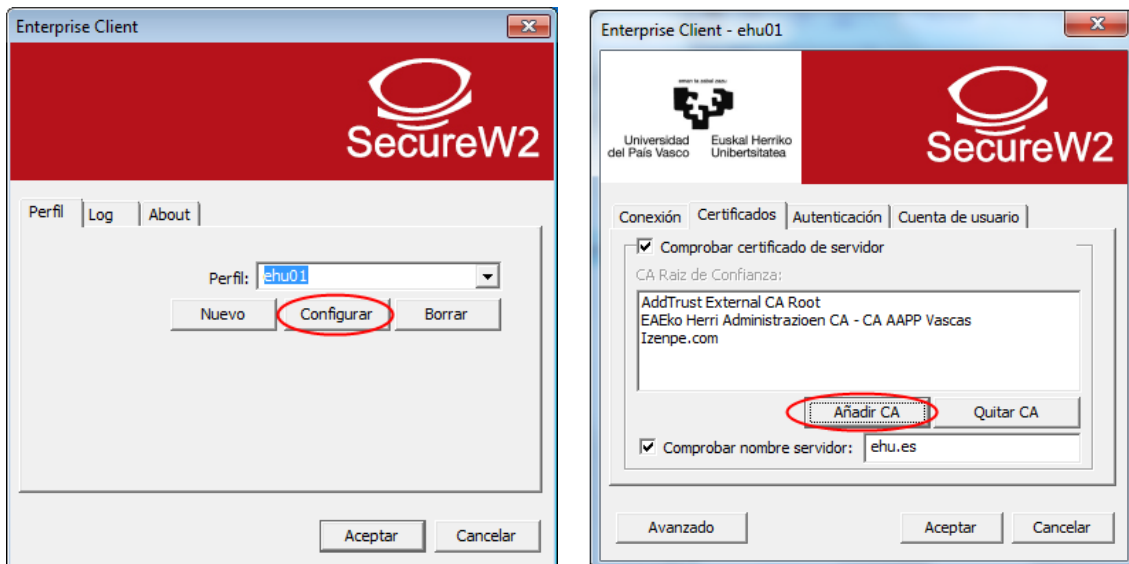 Enterprise Client
SecureW2
Perfil Log About
Perfil: ehu01
Nuevo Configurar Borrar
Aceptar Cancelar
Enterprise Client - ehu01
Universidad del País Vasco
Euskal Herriko Unibertsitatea
SecureW2
Conexión Certificados Autenticación Cuenta de usuario
Comprobar certificado de servidor
CA Raiz de Confianza:
AddTrust External CA Root
EAEko Herri Administrazioen CA - CA AAPP Vascas
Izenpe.com
Añadir CA Quitar CA
Comprobar nombre servidor: ehu.es
Avanzado Aceptar Cancelar